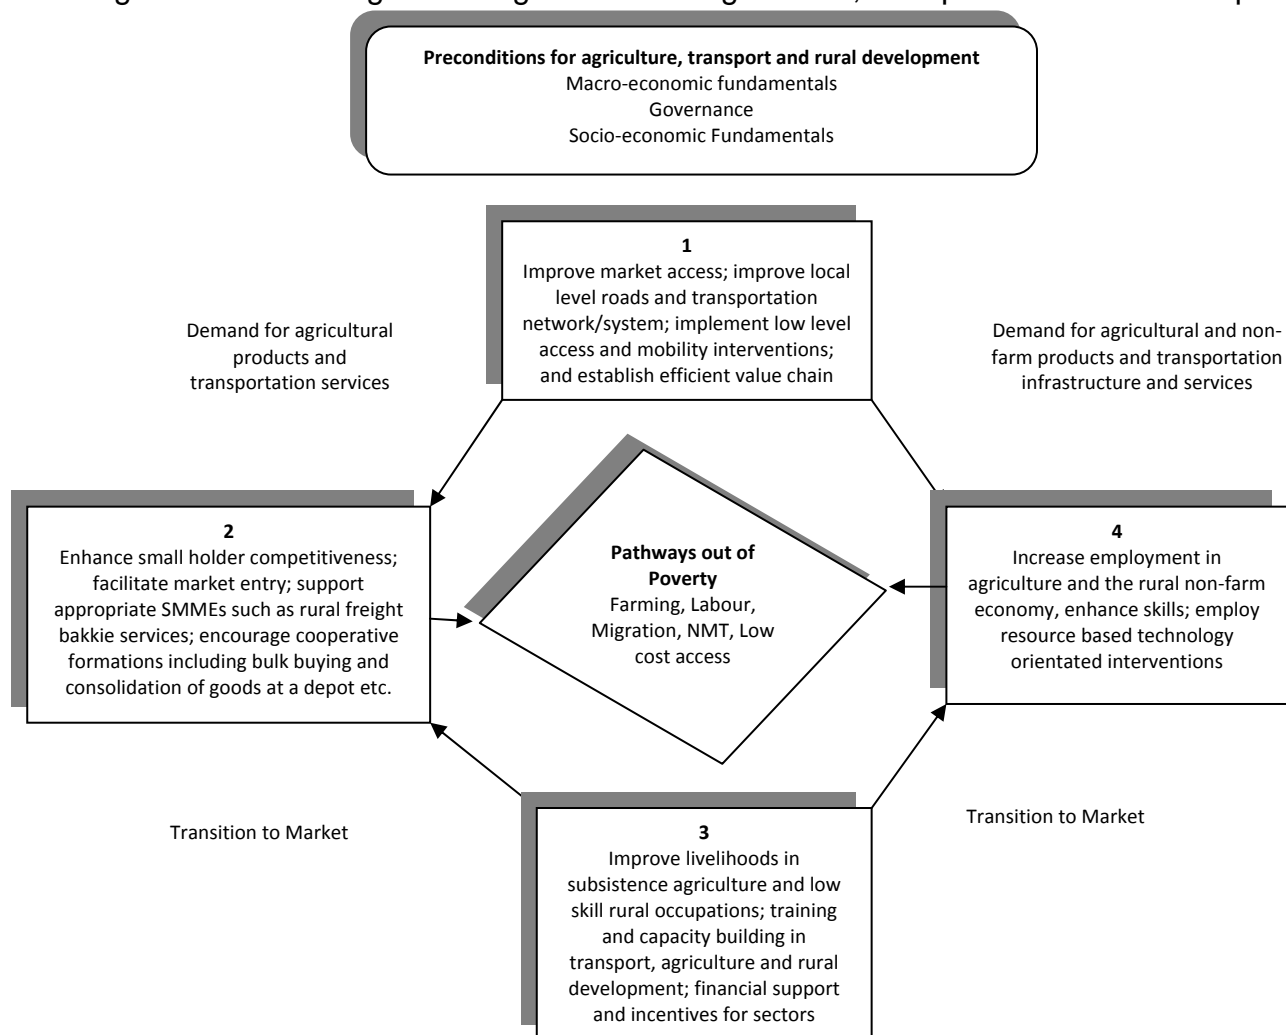 Preconditions for agriculture, transport and rural development
Macro-economic fundamentals
Governance
Socio-economic Fundamentals
1
Improve market access; improve local
level roads and transportation
network/system; implement low level
access and mobility interventions;
and establish efficient value chain
Demand for agricultural
products and
transportation services
Demand for agricultural and non-
farm products and transportation
infrastructure and services
2
Enhance small holder competitiveness;
facilitate market entry; support
appropriate SMMEs such as rural freight
bakkie services; encourage cooperative
formations including bulk buying and
consolidation of goods at a depot etc.
Pathways out of
Poverty
Farming, Labour,
Migration, NMT, Low
cost access
4
Increase employment in
agriculture and the rural non-farm
economy, enhance skills; employ
resource based technology
orientated interventions
Transition to Market
Transition to Market
3
Improve livelihoods in
subsistence agriculture and low
skill rural occupations; training
and capacity building in
transport, agriculture and rural
development; financial support
and incentives for sectors